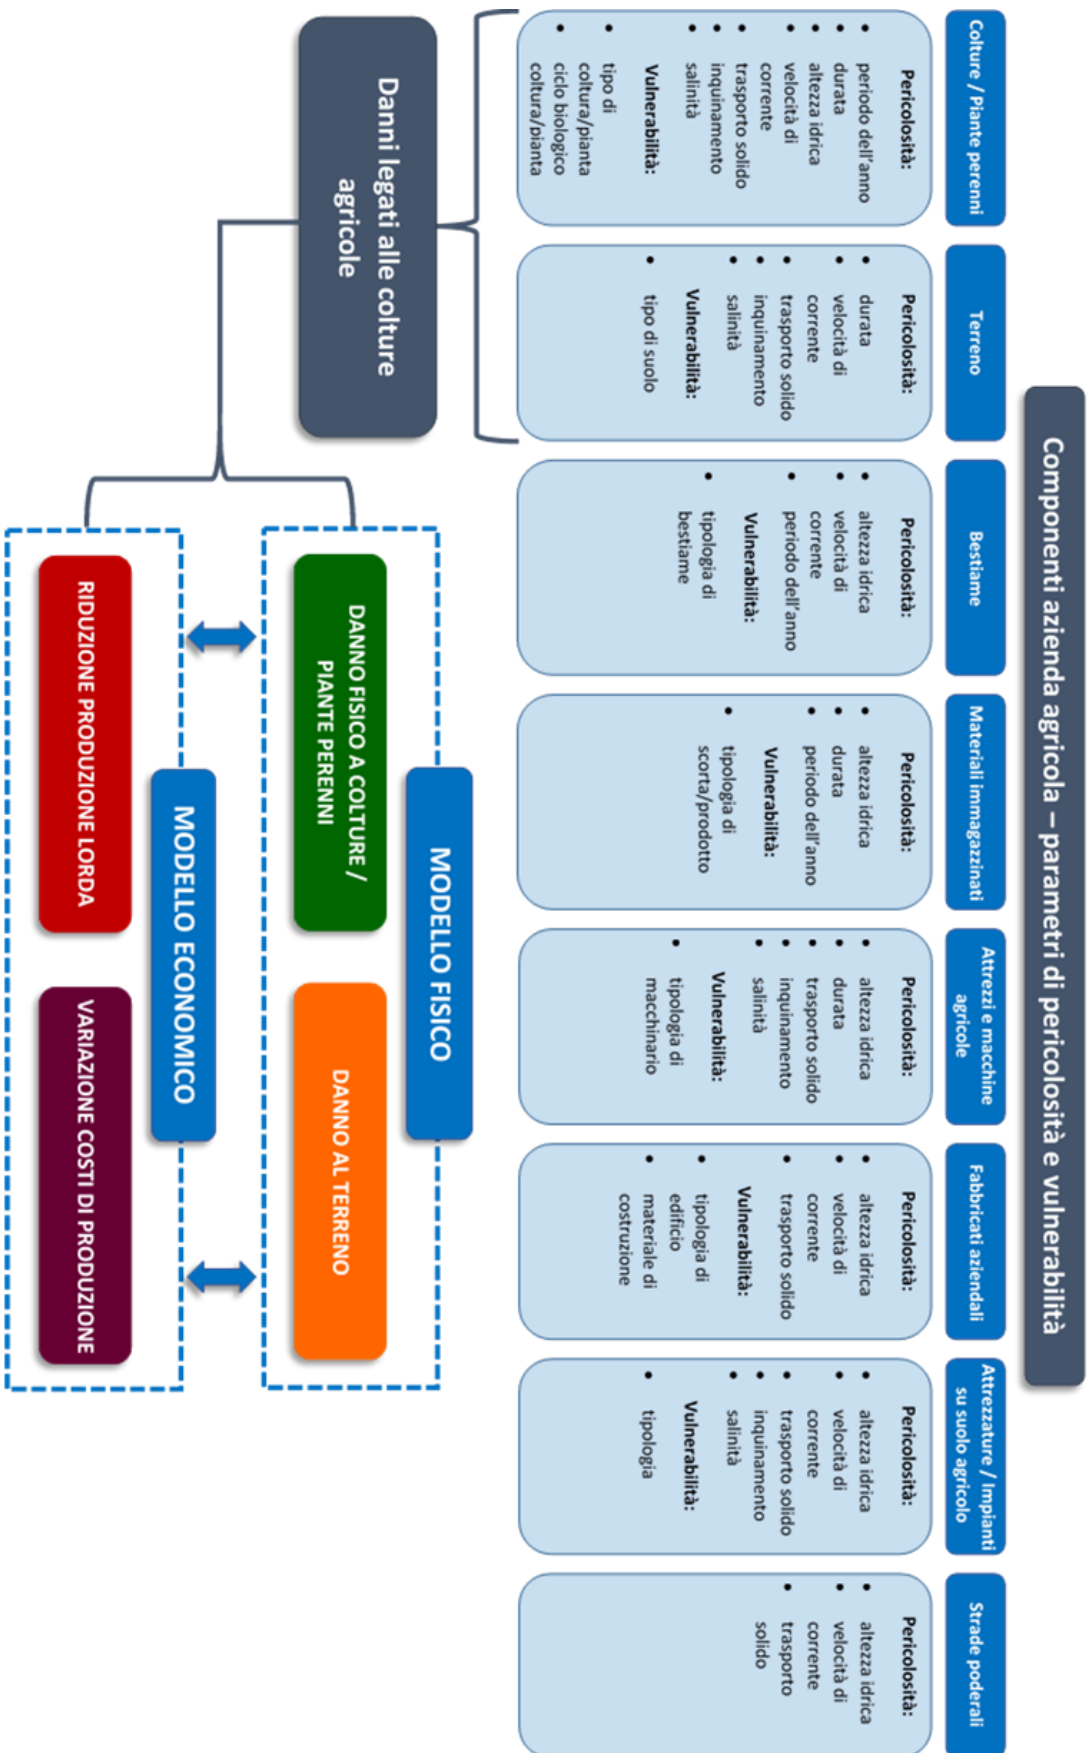 Componenti azienda agricola – parametri di pericolosità e vulnerabilità
Colture / Piante perenni
Pericolosità:
• periodo dell'anno
• durata
• altezza idrica
• velocità di
corrente
• trasporto solido
• inquinamento
• salinità
Vulnerabilità:
• tipo di
coltura/pianta
• ciclo biologico
coltura/pianta
Terreno
Pericolosità:
• durata
• velocità di
corrente
• trasporto solido
• inquinamento
• salinità
Vulnerabilità:
• tipo di suolo
Bestiame
Pericolosità:
• altezza idrica
• velocità di
corrente
• periodo dell'anno
Vulnerabilità:
• tipologia di
bestiame
Materiali immagazzinati
Pericolosità:
• altezza idrica
• durata
• periodo dell'anno
Vulnerabilità:
• tipologia di
scorta/prodotto
Attrezzi e macchine
agricole
Pericolosità:
• altezza idrica
• durata
• trasporto solido
• inquinamento
• salinità
Vulnerabilità:
• tipologia di
macchinario
Fabbricati aziendali
Pericolosità:
• altezza idrica
• velocità di
corrente
• trasporto solido
Vulnerabilità:
• tipologia di
edificio
• materiale di
costruzione
Attrezzature / Impianti
su suolo agricolo
Pericolosità:
• altezza idrica
• velocità di
corrente
• trasporto solido
• inquinamento
• salinità
Vulnerabilità:
• tipologia
Strade poderali
Pericolosità:
• altezza idrica
• velocità di
corrente
• trasporto
solido
Danni legati alle colture
agricole
MODELLO FISICO
DANNO FISICO A COLTURE /
PIANTE PERENNI
DANNO AL TERRENO
MODELLO ECONOMICO
RIDUZIONE PRODUZIONE LORDA
VARIAZIONE COSTI DI PRODUZIONE